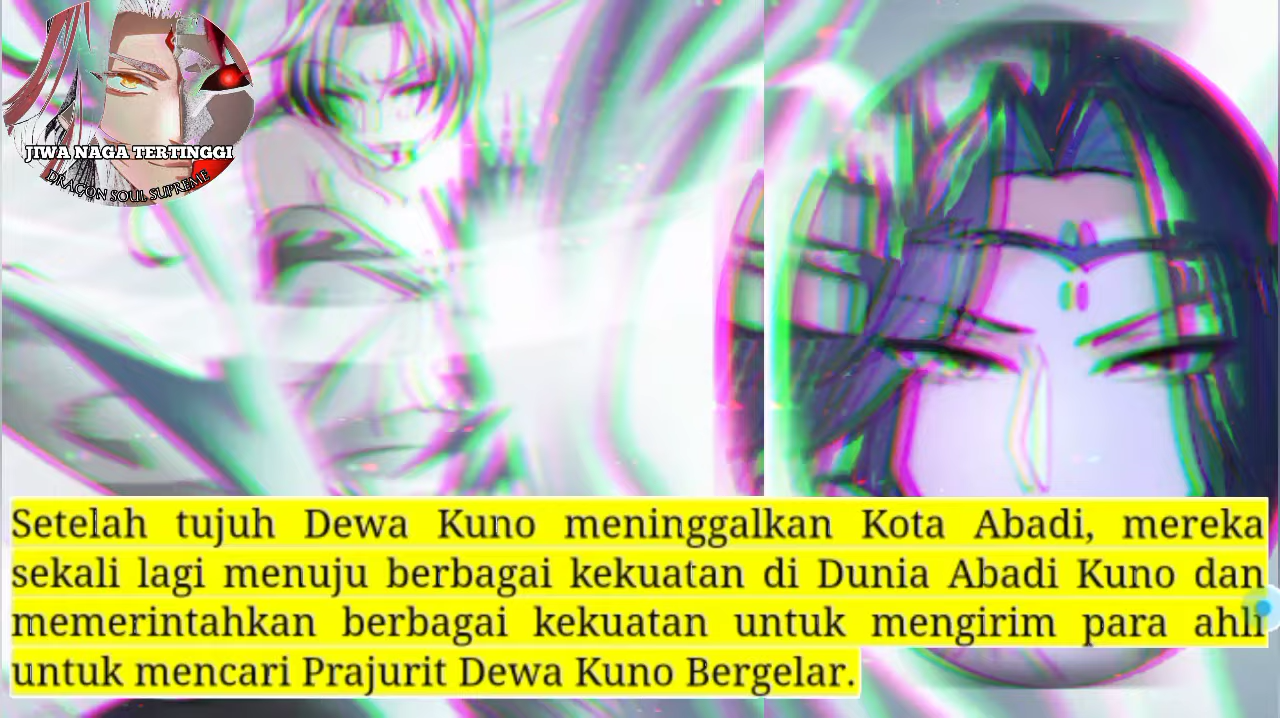 JIWA NAGA TERTINGGI
DRAGON SOUL SUPREME
Setelah tujuh Dewa Kuno meninggalkan Kota Abadi, mereka
sekali lagi menuju berbagai kekuatan di Dunia Abadi Kuno dan
memerintahkan berbagai kekuatan untuk mengirim para ahli
untuk mencari Prajurit Dewa Kuno Bergelar.